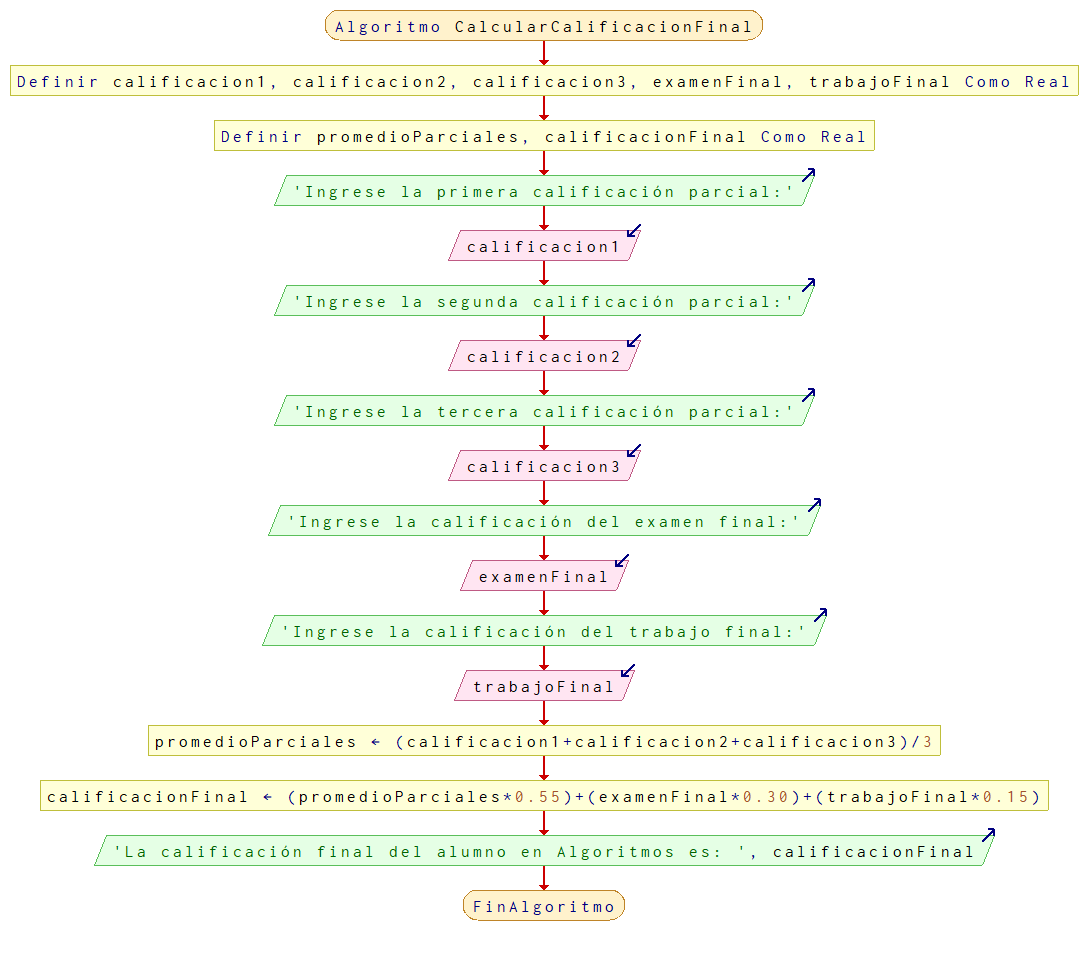 Algoritmo CalcularCalificacionFinal
Definir calificacion1, calificacion2, calificacion3, examenFinal, trabajoFinal Como Real
Definir promedioParciales, calificacionFinal Como Real
'Ingrese la primera calificación parcial:'
calificacion1
'Ingrese la segunda calificación parcial:'
calificacion2
'Ingrese la tercera calificación parcial:'
calificacion3
'Ingrese la calificación del examen final:'
examenFinal
'Ingrese la calificación del trabajo final:'
trabajoFinal
promedioParciales ← (calificacion1+calificacion2+calificacion3)/3
calificacionFinal ← (promedioParciales*0.55)+(examenFinal*0.30)+(trabajoFinal*0.15)
'La calificación final del alumno en Algoritmos es: ', calificacionFinal
FinAlgoritmo